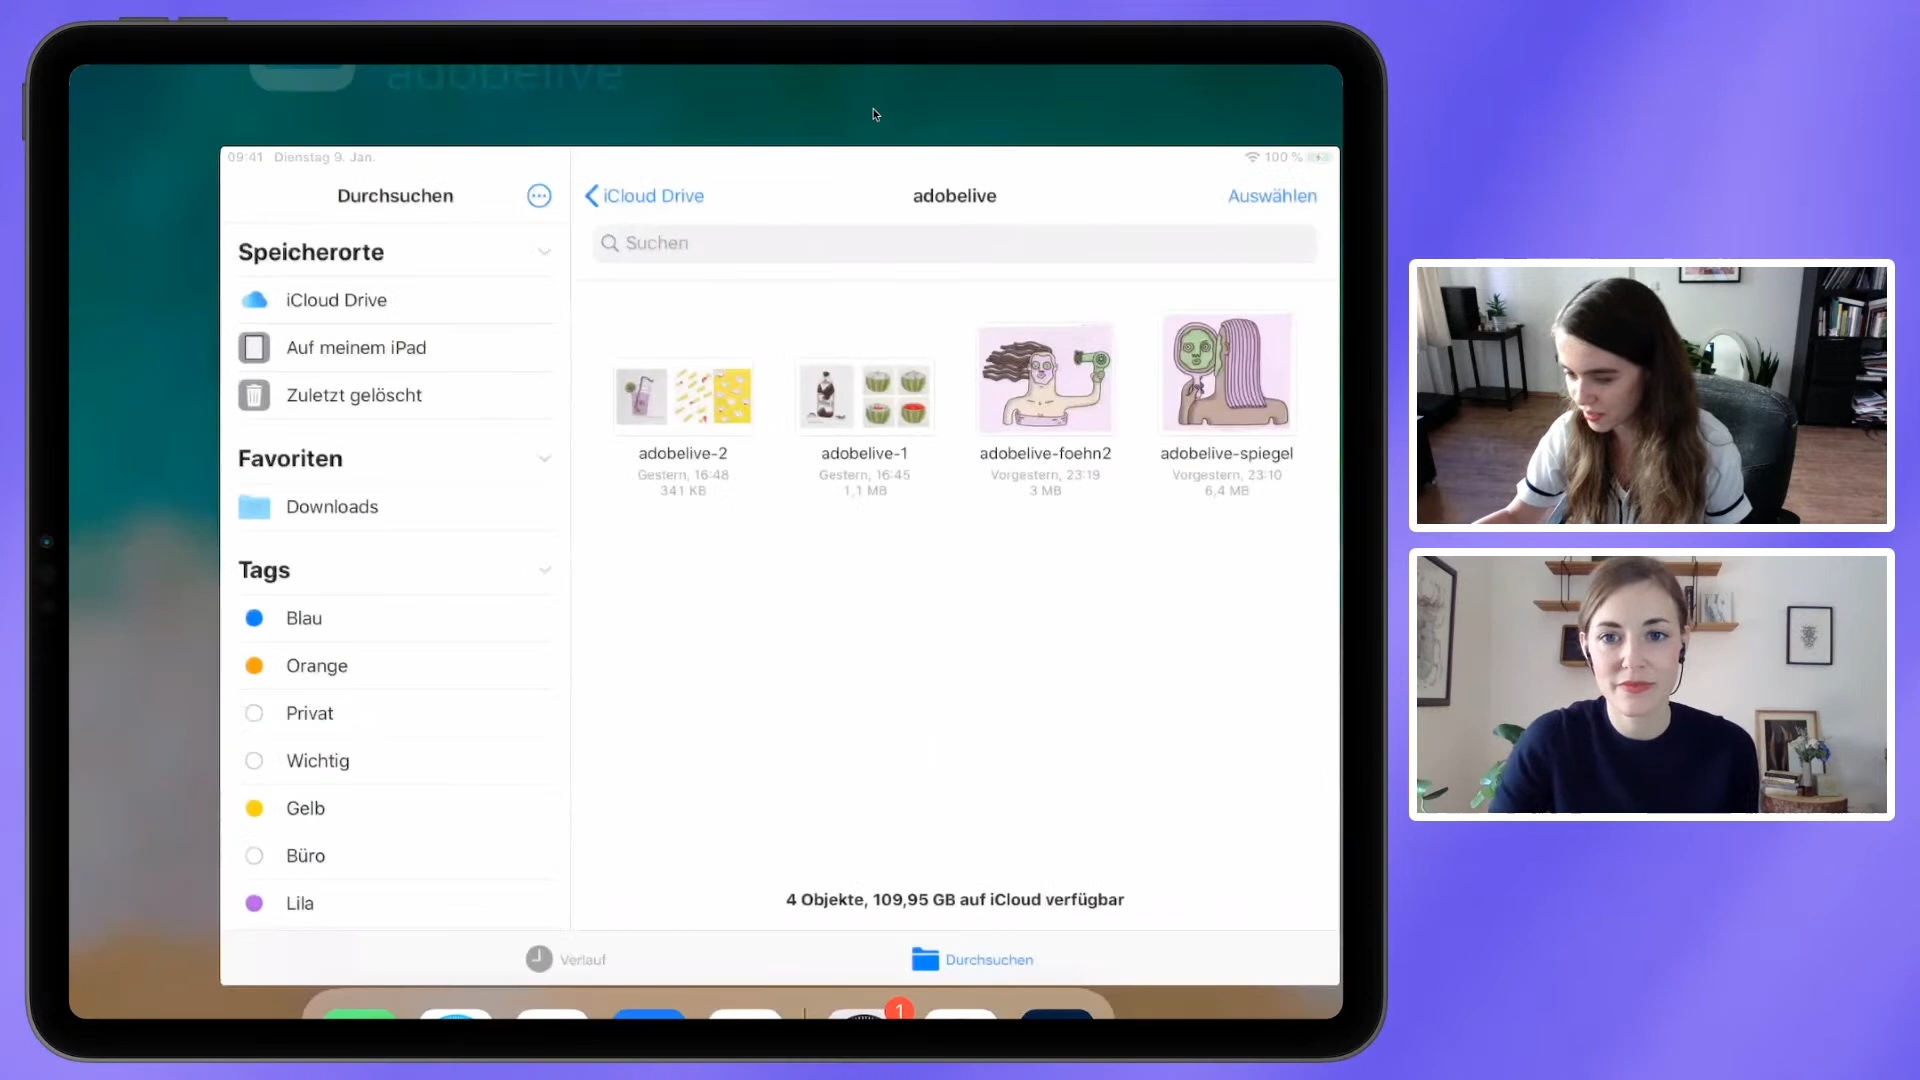 adobelive
09:41 Dienstag 9. Jan.
100 %
Durchsuchen
iCloud Drive
adobelive
Auswählen
Suchen
Speicherorte
iCloud Drive
Auf meinem iPad
Zuletzt gelöscht
Favoriten
Downloads
Tags
Blau
Orange
Privat
Wichtig
Gelb
Büro
Lila
adobelive-2
Gestern, 16:48
341 KB
adobelive-1
Gestern, 16:45
1,1 MB
adobelive-foehn2
Vorgestern, 23:19
3 MB
adobelive-spiegel
Vorgestern, 23:10
6,4 MB
4 Objekte, 109,95 GB auf iCloud verfügbar
Verlauf
Durchsuchen
1